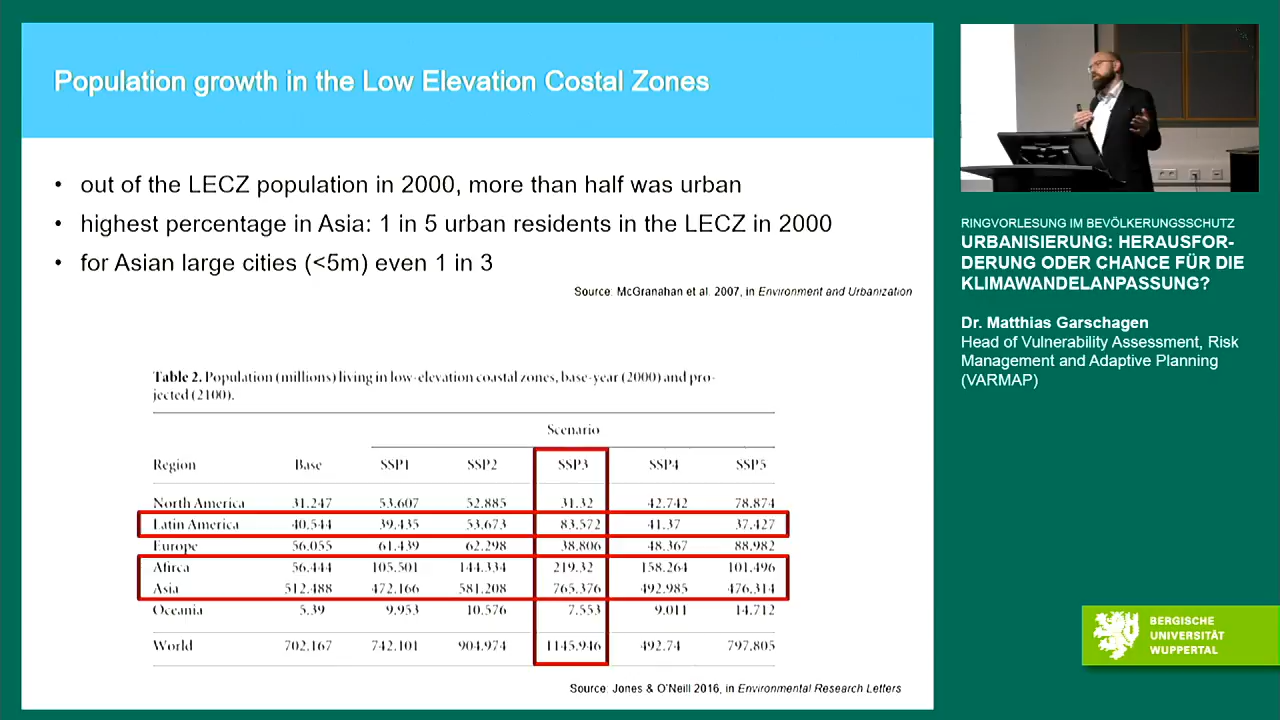 Population growth in the Low Elevation Costal Zones
• out of the LECZ population in 2000, more than half was urban
• highest percentage in Asia: 1 in 5 urban residents in the LECZ in 2000
• for Asian large cities (<5m) even 1 in 3
Source: McGranahan et al. 2007, in Environment and Urbanization
Table 2. Population (millions) living in low-elevation coastal zones, base-year (2000) and pro-
jected (2100).
Scenario
Region Base SSP1 SSP2 SSP3 SSP4 SSP5
North America 31.247 53.607 52.885 31.32 42.742 78.874
Latin America 40.544 39.435 53.673 83.572 41.37 37.427
Europe 56.055 61.439 62.298 38.806 48.367 88.982
Afirca 56.444 105.501 144.334 219.32 158.264 101.496
Asia 512.488 472.166 581.208 765.376 492.985 476.314
Oceania 5.39 9.953 10.576 7.553 9.011 14.712
World 702.167 742.101 904.974 1145.946 492.74 797.805
Source: Jones & O'Neill 2016, in Environmental Research Letters
RINGVORLESUNG IM BEVÖLKERUNGSSCHUTZ
URBANISIERUNG: HERAUSFOR-
DERUNG ODER CHANCE FÜR DIE
KLIMAWANDELANPASSUNG?
Dr. Matthias Garschagen
Head of Vulnerability Assessment, Risk
Management and Adaptive Planning
(VARMAP)
BERGISCHE
UNIVERSITÄT
WUPPERTAL